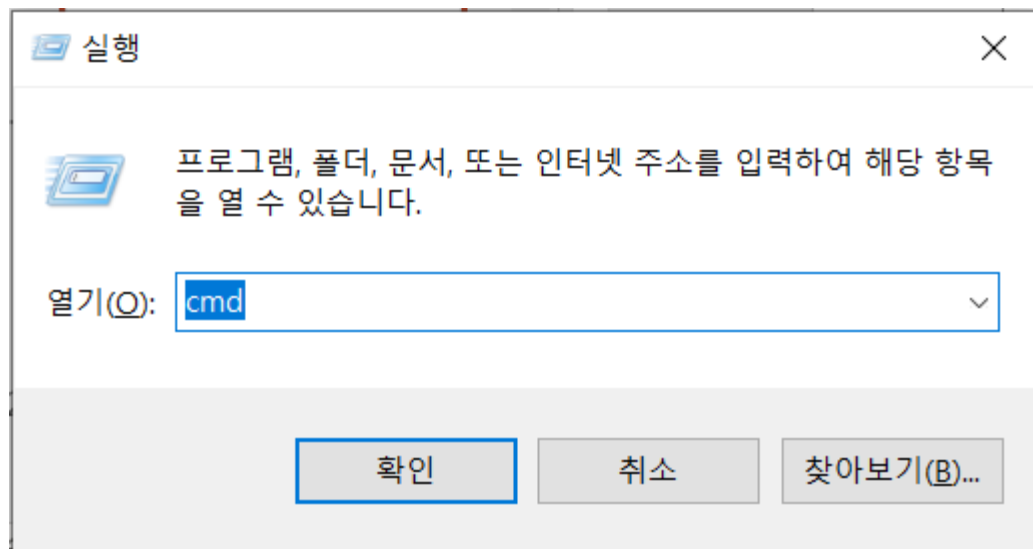 실행
프로그램, 폴더, 문서, 또는 인터넷 주소를 입력하여 해당 항목
을 열 수 있습니다.
열기(O): cmd
확인 취소 찾아보기(B)...